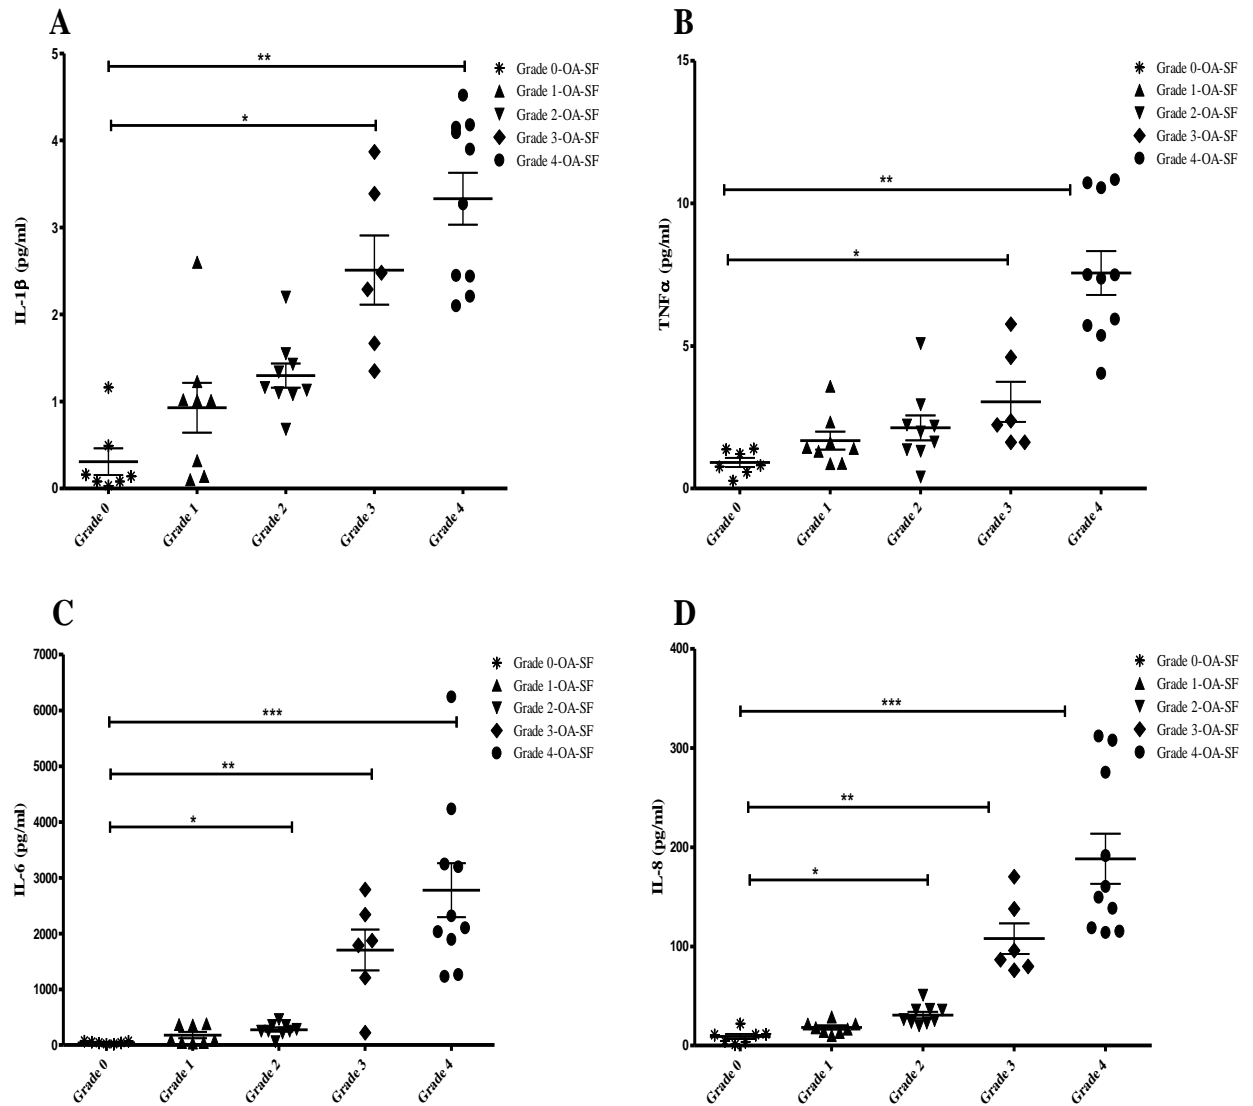 A
IL-1β (pg/ml)
5
4
3
2
1
0
**
*
Grade 0-OA-SF
Grade 1-OA-SF
Grade 2-OA-SF
Grade 3-OA-SF
Grade 4-OA-SF
Grade 0
Grade 1
Grade 2
Grade 3
Grade 4
B
TNFα (pg/ml)
15
10
5
0
**
*
Grade 0-OA-SF
Grade 1-OA-SF
Grade 2-OA-SF
Grade 3-OA-SF
Grade 4-OA-SF
Grade 0
Grade 1
Grade 2
Grade 3
Grade 4
C
IL-6 (pg/ml)
7000
6000
5000
4000
3000
2000
1000
0
***
**
*
Grade 0-OA-SF
Grade 1-OA-SF
Grade 2-OA-SF
Grade 3-OA-SF
Grade 4-OA-SF
Grade 0
Grade 1
Grade 2
Grade 3
Grade 4
D
IL-8 (pg/ml)
400
300
200
100
0
***
**
*
Grade 0-OA-SF
Grade 1-OA-SF
Grade 2-OA-SF
Grade 3-OA-SF
Grade 4-OA-SF
Grade 0
Grade 1
Grade 2
Grade 3
Grade 4